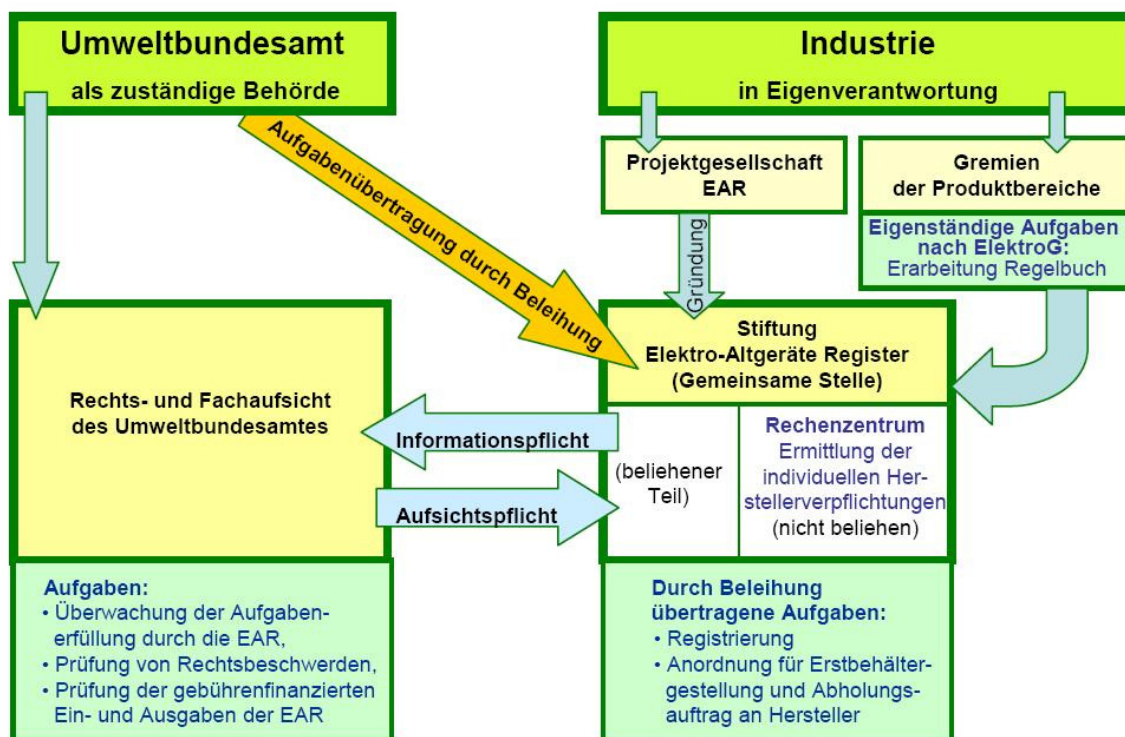 Umweltbundesamt
als zuständige Behörde
Industrie
in Eigenverantwortung
Aufgabenübertragung durch Beleihung
Projektgesellschaft
EAR
Gremien
der Produktbereiche
Eigenständige Aufgaben
nach ElektroG:
Erarbeitung Regelbuch
Gründung
Rechts- und Fachaufsicht
des Umweltbundesamtes
Stiftung
Elektro-Altgeräte Register
(Gemeinsame Stelle)
Informationspflicht
Aufsichtspflicht
(beliehener
Teil)
Rechenzentrum
Ermittlung der
individuellen Her-
stellerverpflichtungen
(nicht beliehen)
Aufgaben:
• Überwachung der Aufgaben-
erfüllung durch die EAR,
• Prüfung von Rechtsbeschwerden,
• Prüfung der gebührenfinanzierten
Ein- und Ausgaben der EAR
Durch Beleihung
übertragene Aufgaben:
• Registrierung
• Anordnung für Erstbehälter-
gestellung und Abholungs-
auftrag an Hersteller